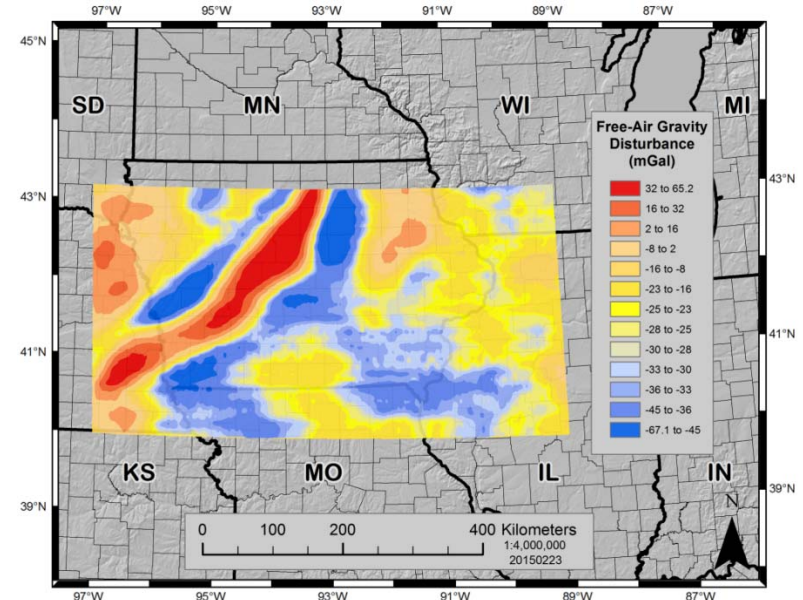 97°W 95°W 93°W 91°W 89°W 87°W
45°N
SD MN WI MI
Free-Air Gravity
Disturbance
(mGal)
32 to 65.2
16 to 32
2 to 16
-8 to 2
-16 to -8
-23 to -16
-25 to -23
-28 to -25
-30 to -28
-33 to -30
-36 to -33
-45 to -36
-67.1 to -45
43°N 43°N
41°N 41°N
39°N 39°N
KS MO IL IN
N
0 100 200 400 Kilometers
1:4,000,000
20150223
97°W 95°W 93°W 91°W 89°W 87°W